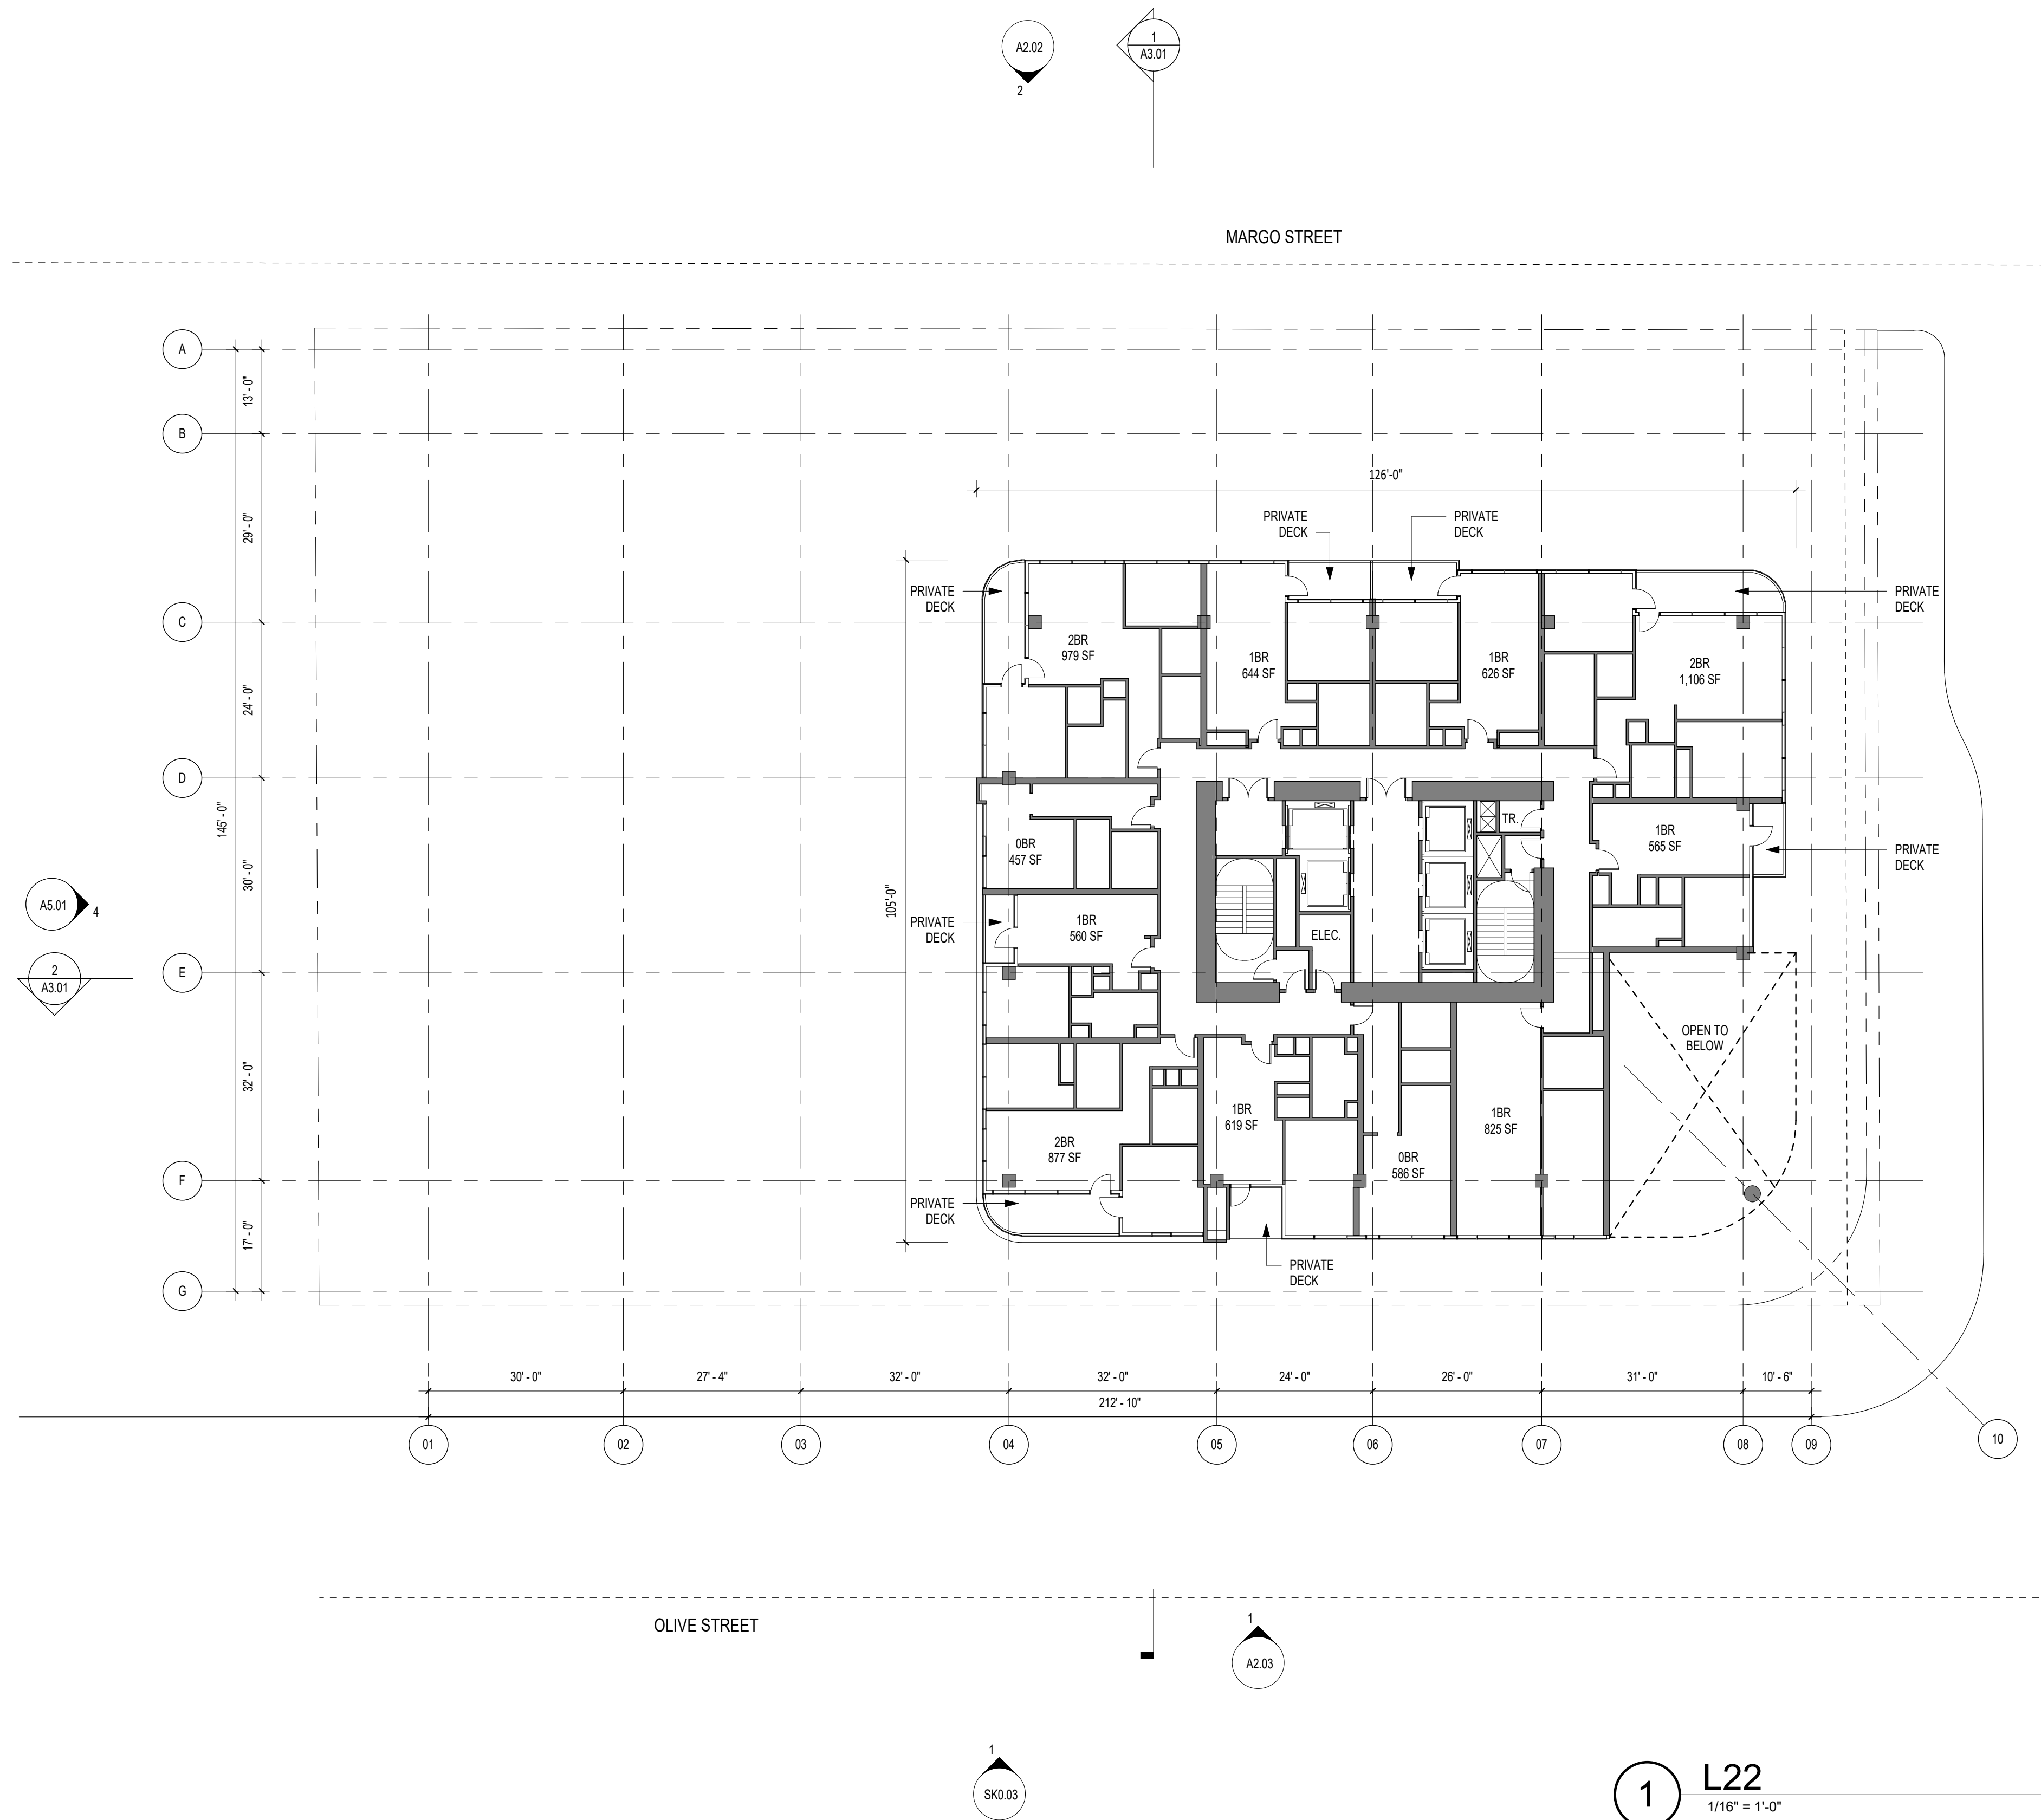 A2.02
2
1
A3.01
MARGO STREET
A
B
C
D
E
F
G
13' - 0"
29' - 0"
24' - 0"
30' - 0"
32' - 0"
17' - 0"
145' - 0"
126'-0"
105'-0"
PRIVATE
DECK
PRIVATE
DECK
PRIVATE
DECK
PRIVATE
DECK
2BR
979 SF
1BR
644 SF
1BR
626 SF
2BR
1,106 SF
0BR
457 SF
TR.
1BR
565 SF
PRIVATE
DECK
A5.01
4
PRIVATE
DECK
1BR
560 SF
ELEC.
2
A3.01
OPEN TO
BELOW
2BR
877 SF
1BR
619 SF
0BR
586 SF
1BR
825 SF
PRIVATE
DECK
PRIVATE
DECK
30' - 0"
27' - 4"
32' - 0"
32' - 0"
24' - 0"
26' - 0"
31' - 0"
10' - 6"
212' - 10"
01
02
03
04
05
06
07
08
09
10
OLIVE STREET
1
A2.03
1
SK0.03
1
L22
1/16" = 1'-0"